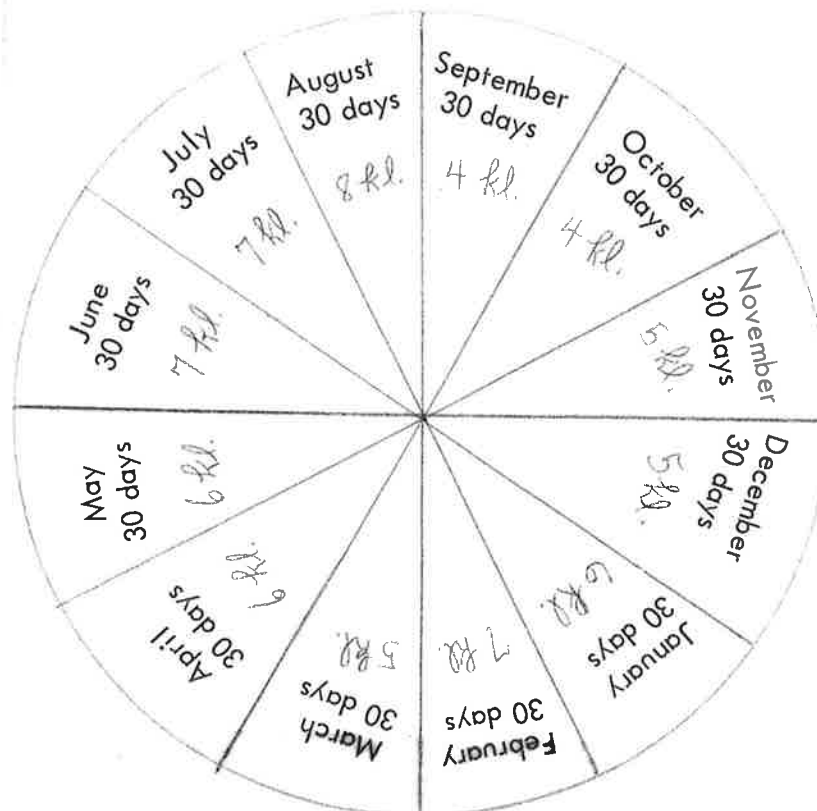 September
30 days
4 kl.
October
30 days
4 kl.
November
30 days
5 kl.
December
30 days
5 kl.
January
30 days
6 kl.
February
30 days
7 kl.
March
30 days
5 kl.
April
30 days
6 kl.
May
30 days
6 kl.
June
30 days
7 kl.
July
30 days
7 kl.
August
30 days
8 kl.